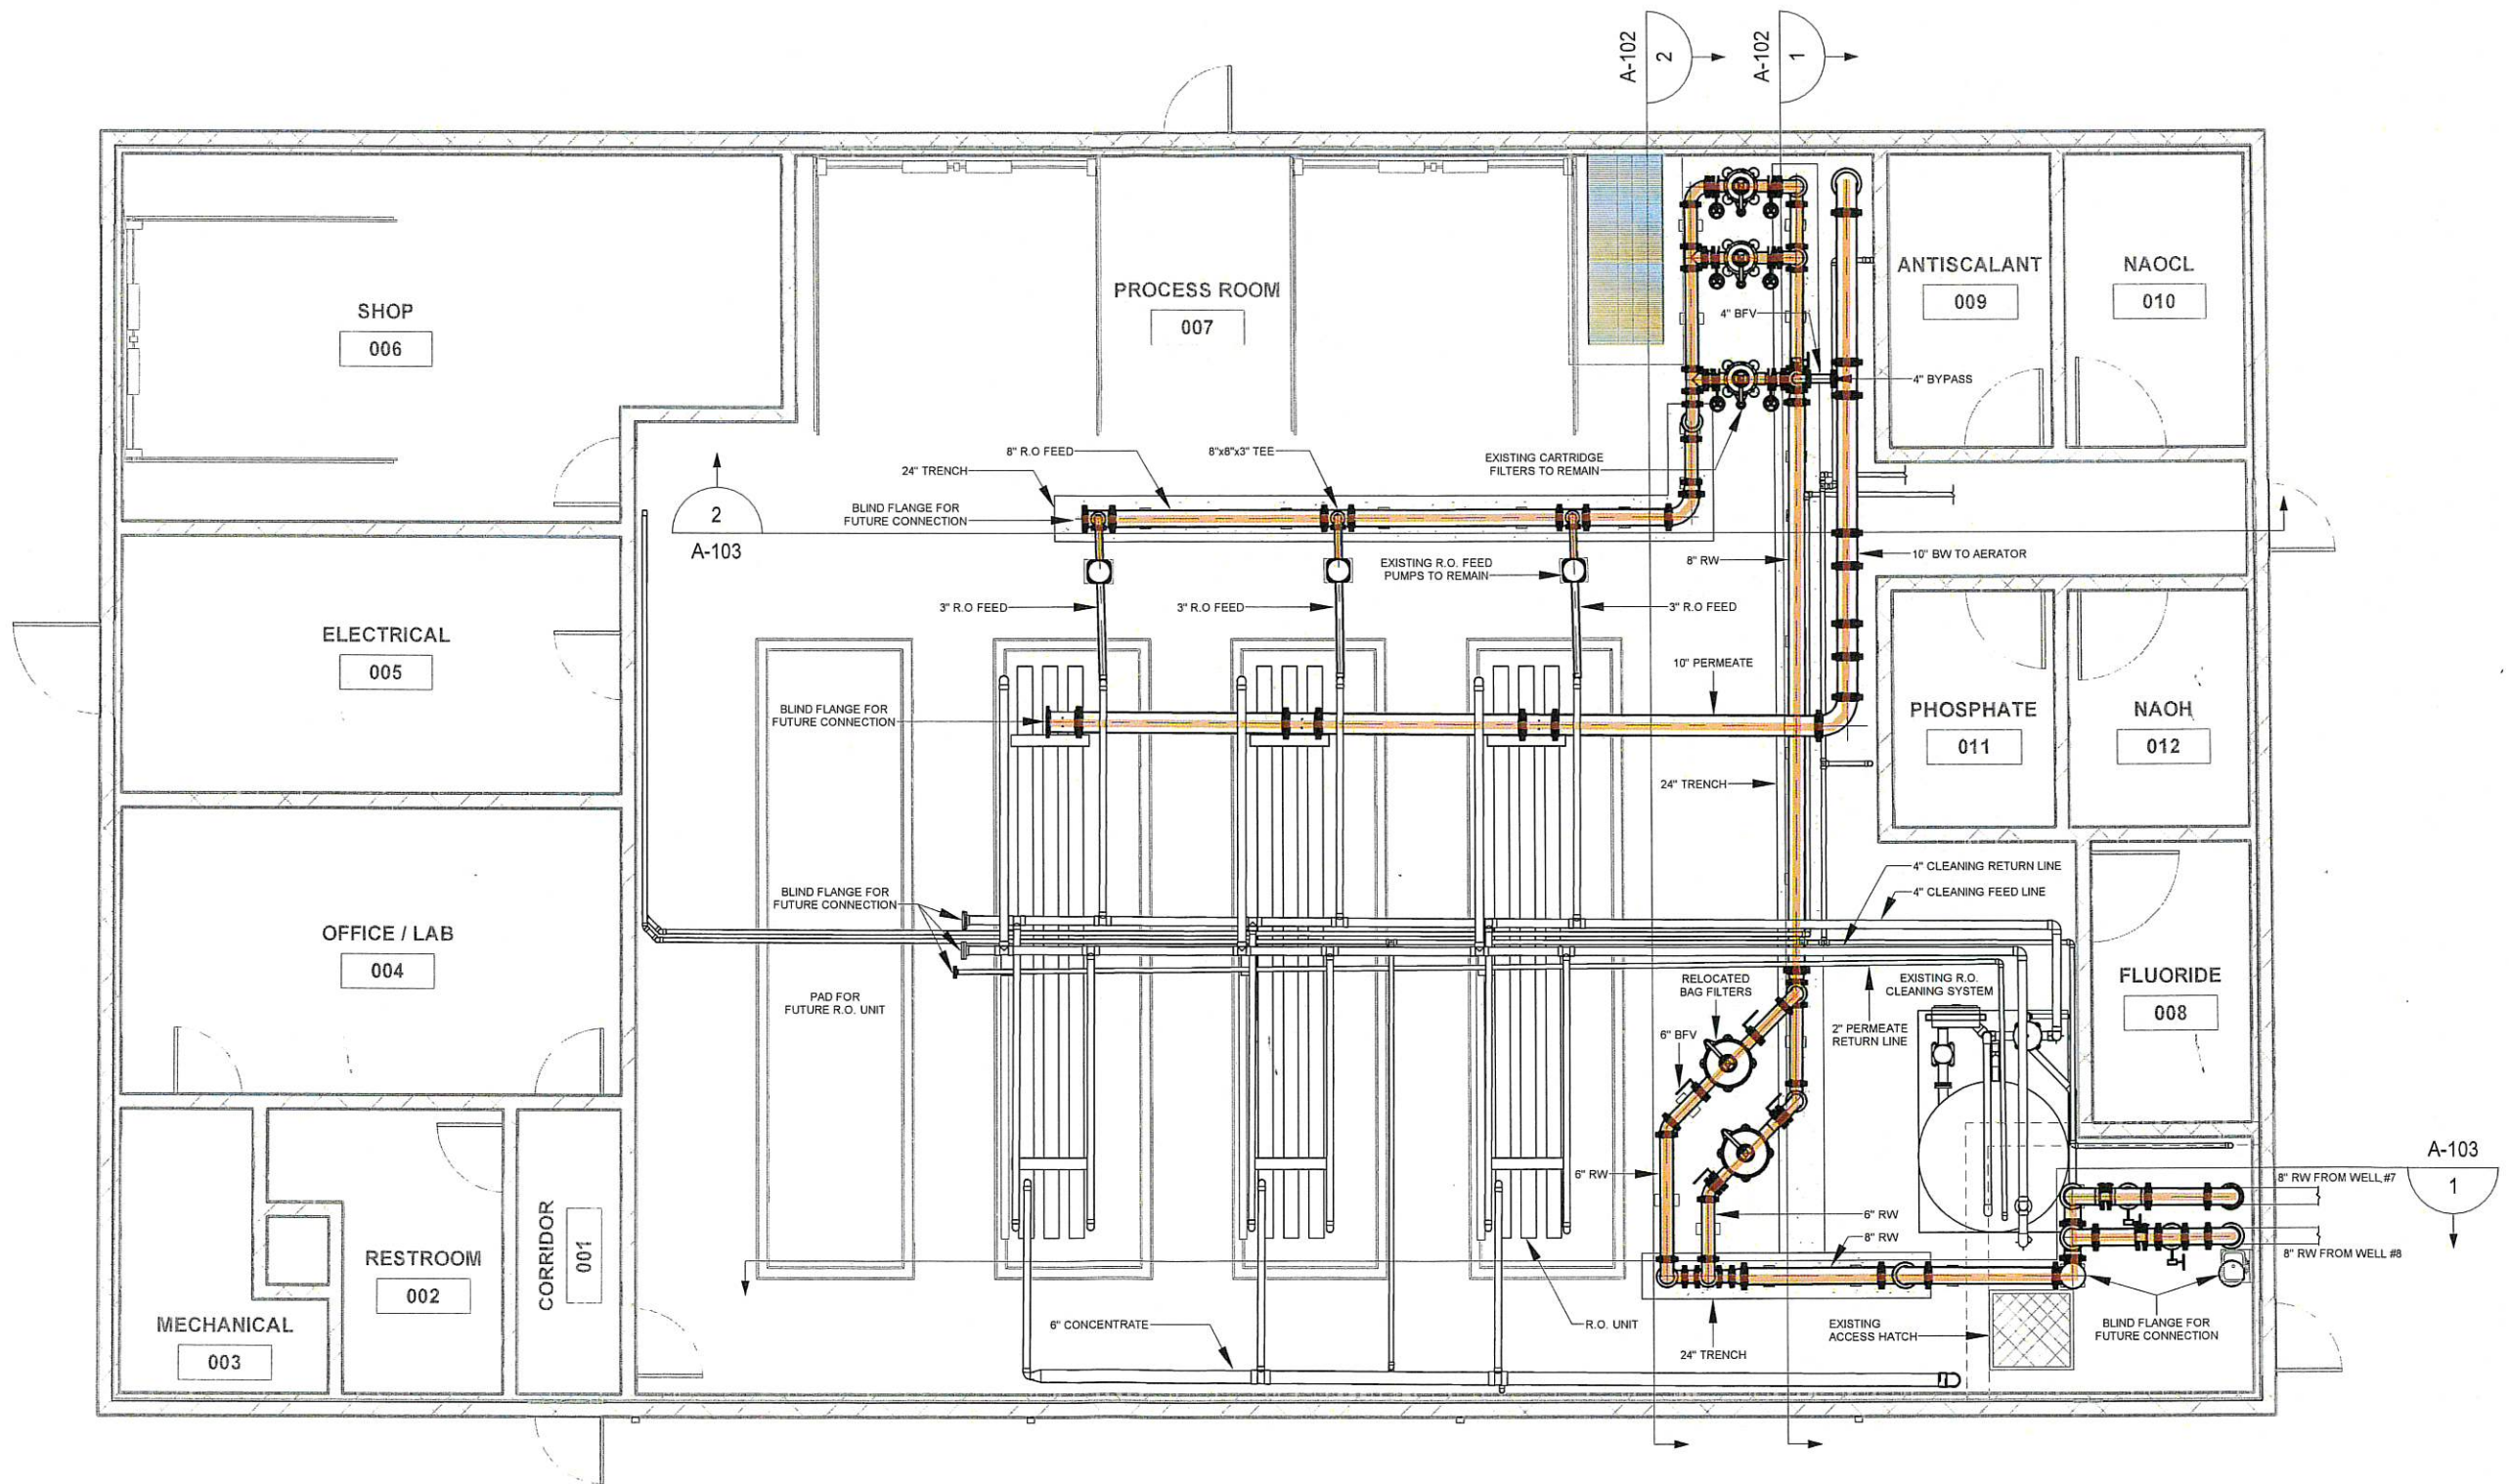 A-102
2
A-102
1
SHOP
006
PROCESS ROOM
007
ANTISCALANT
009
NAOCL
010
4" BFV
4" BYPASS
8" R.O FEED
8"x8"x3" TEE
24" TRENCH
EXISTING CARTRIDGE
FILTERS TO REMAIN
BLIND FLANGE FOR
FUTURE CONNECTION
2
A-103
EXISTING R.O. FEED
PUMPS TO REMAIN
8" RW
10" BW TO AERATOR
3" R.O FEED
3" R.O FEED
3" R.O FEED
ELECTRICAL
005
10" PERMEATE
BLIND FLANGE FOR
FUTURE CONNECTION
PHOSPHATE
011
NAOH
012
24" TRENCH
4" CLEANING RETURN LINE
4" CLEANING FEED LINE
BLIND FLANGE FOR
FUTURE CONNECTION
OFFICE / LAB
004
PAD FOR
FUTURE R.O. UNIT
RELOCATED
BAG FILTERS
EXISTING R.O.
CLEANING SYSTEM
FLUORIDE
008
6" BFV
2" PERMEATE
RETURN LINE
A-103
1
6" RW
8" RW FROM WELL #7
6" RW
8" RW
8" RW FROM WELL #8
CORRIDOR
001
RESTROOM
002
MECHANICAL
003
6" CONCENTRATE
R.O. UNIT
EXISTING
ACCESS HATCH
BLIND FLANGE FOR
FUTURE CONNECTION
24" TRENCH